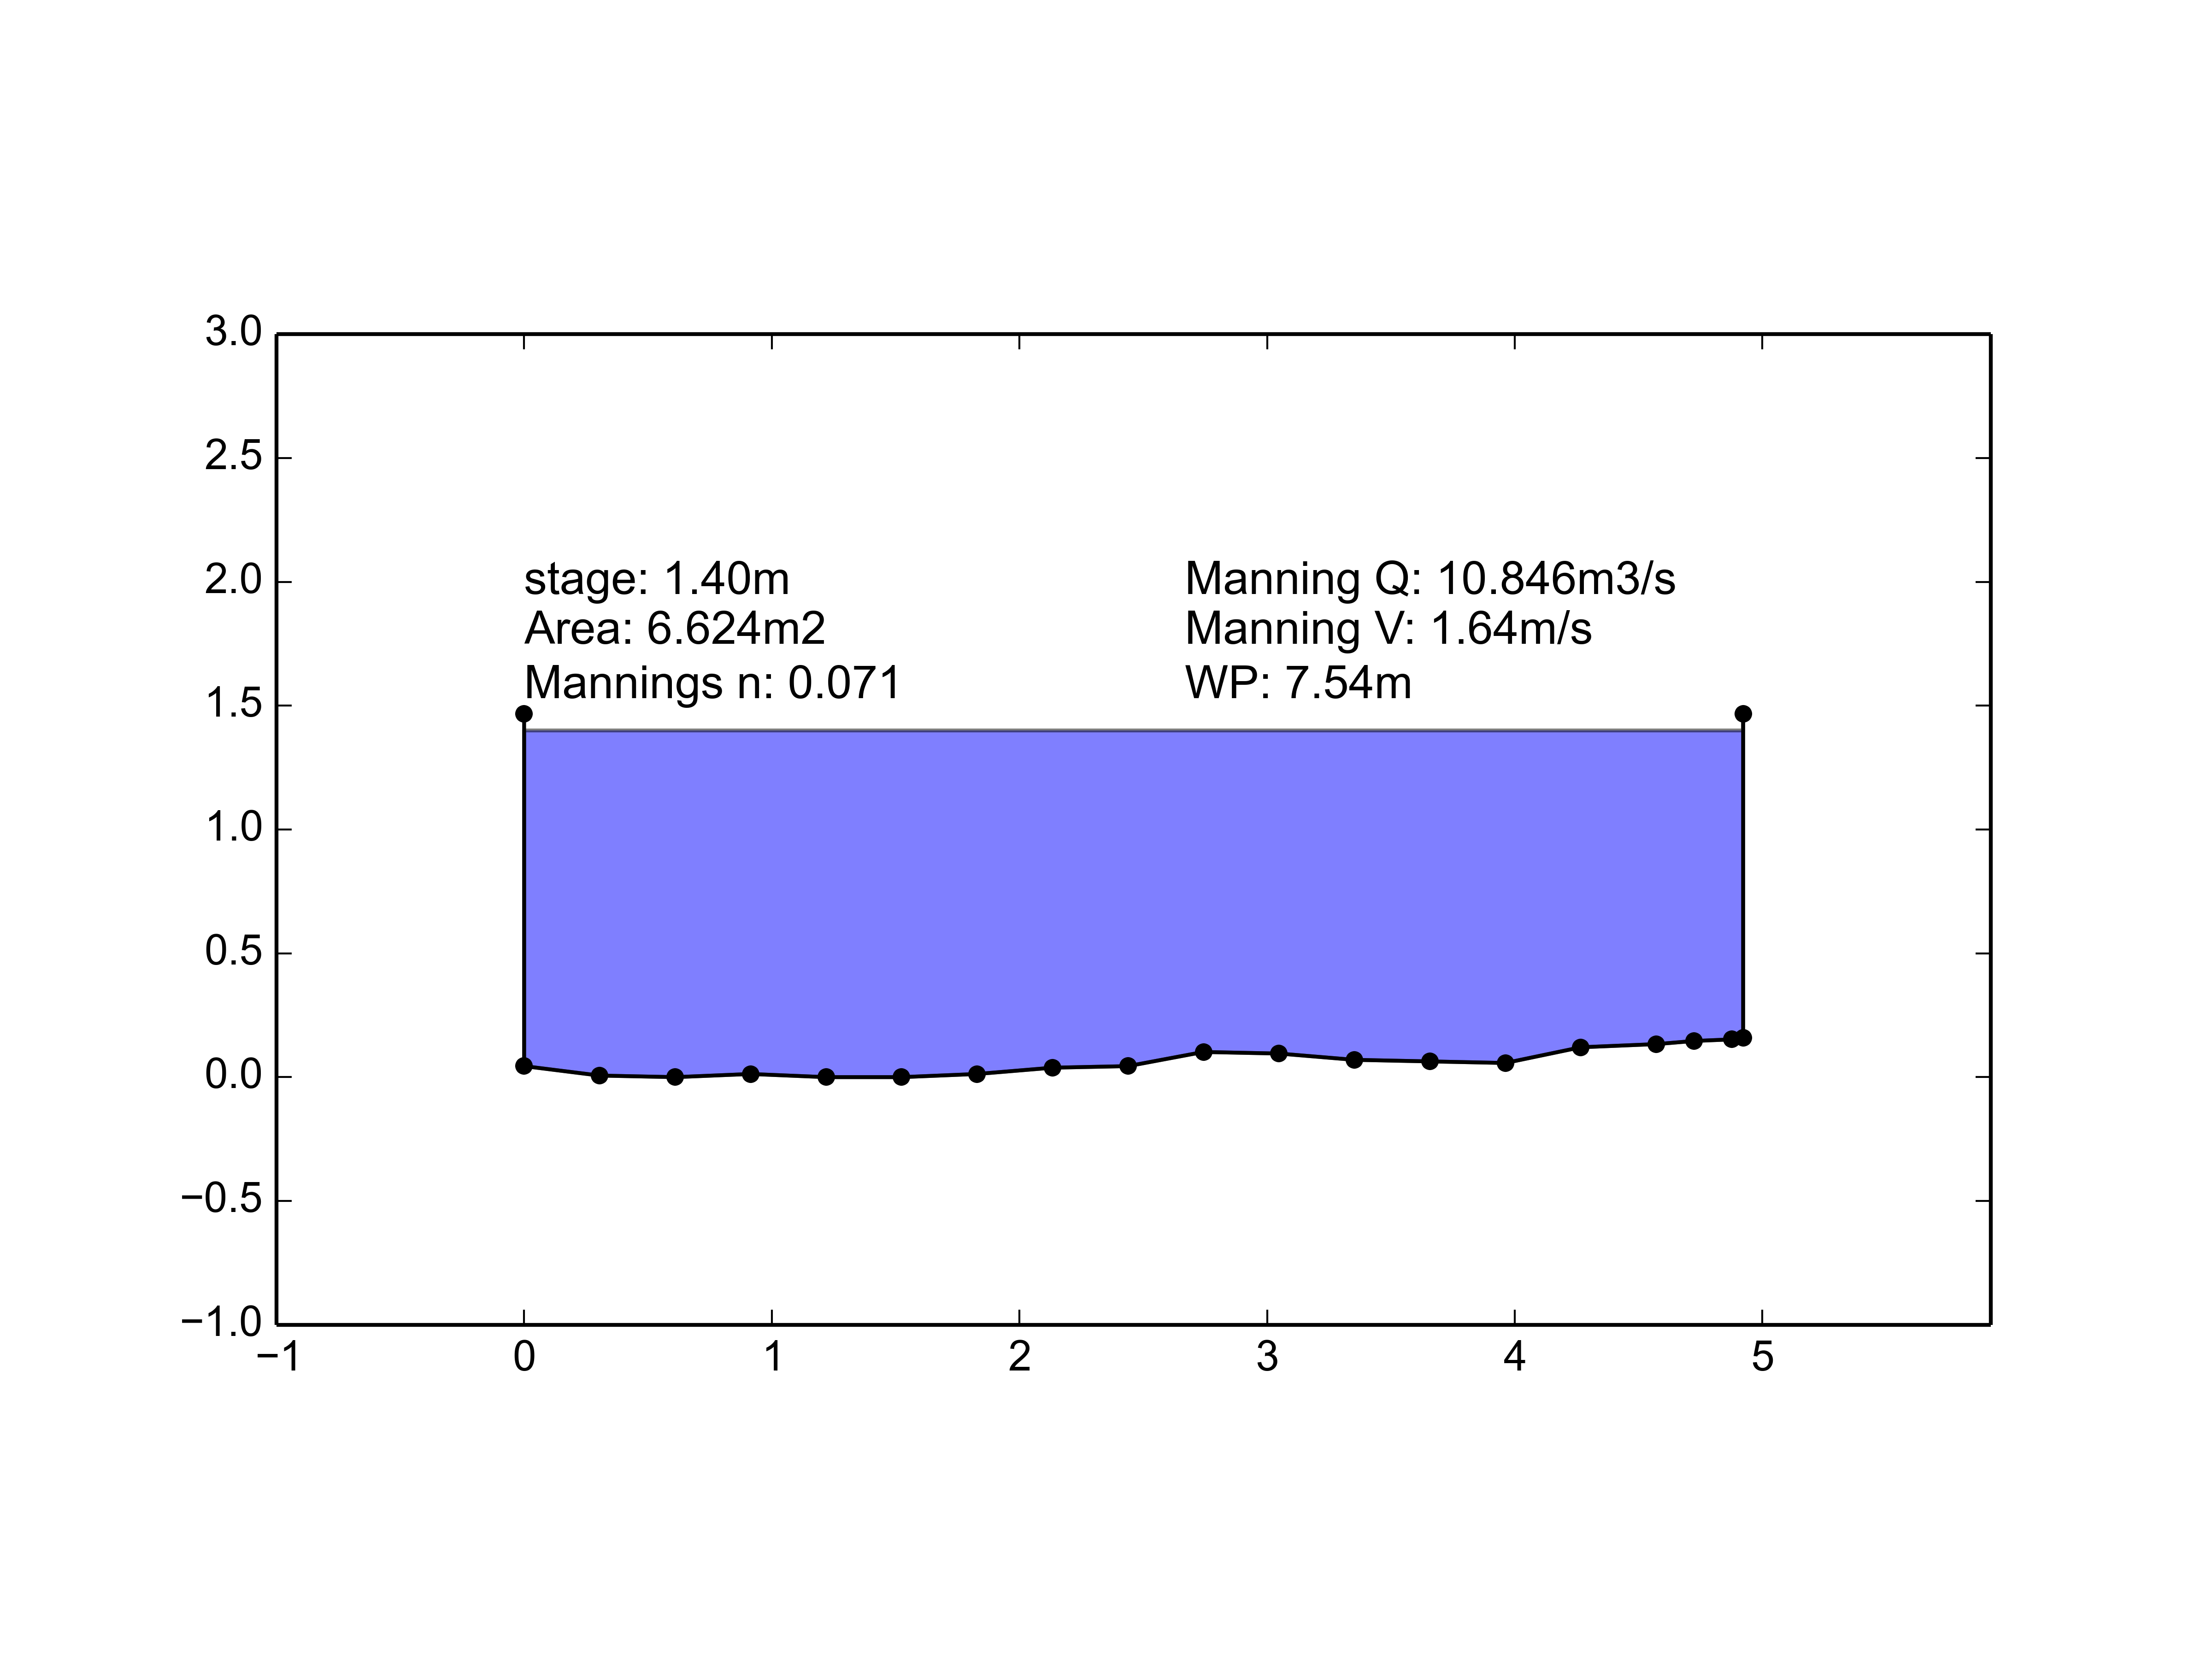 3.0
2.5
2.0
1.5
1.0
0.5
0.0
−0.5
−1.0
stage: 1.40m
Area: 6.624m2
Mannings n: 0.071
Manning Q: 10.846m3/s
Manning V: 1.64m/s
WP: 7.54m
−1 0 1 2 3 4 5